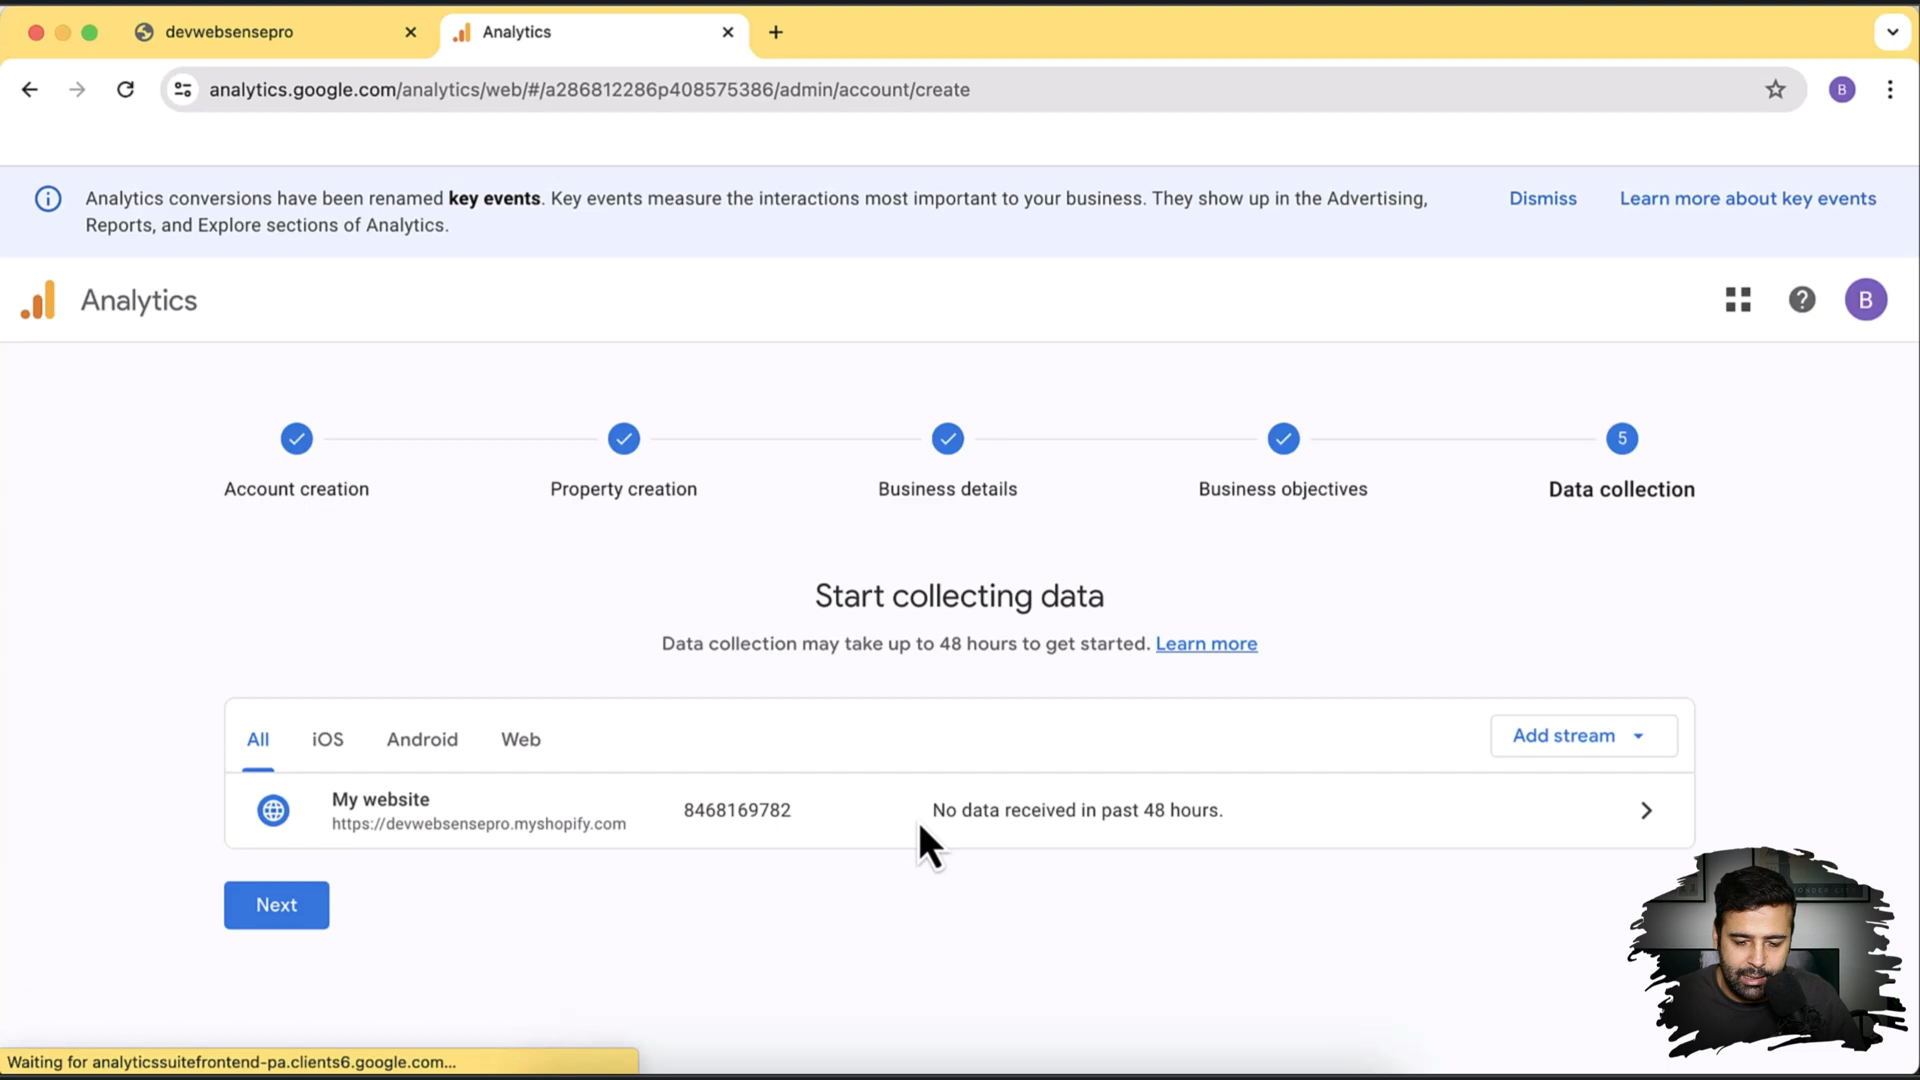 devwebsensepro
Analytics
analytics.google.com/analytics/web/#/a286812286p408575386/admin/account/create
B
Analytics conversions have been renamed key events. Key events measure the interactions most important to your business. They show up in the Advertising,
Reports, and Explore sections of Analytics.
Dismiss
Learn more about key events
Analytics
B
5
Account creation
Property creation
Business details
Business objectives
Data collection
Start collecting data
Data collection may take up to 48 hours to get started. Learn more
All
iOS
Android
Web
Add stream
My website
https://devwebsensepro.myshopify.com
8468169782
No data received in past 48 hours.
Next
Waiting for analyticssuitefrontend-pa.clients6.google.com...